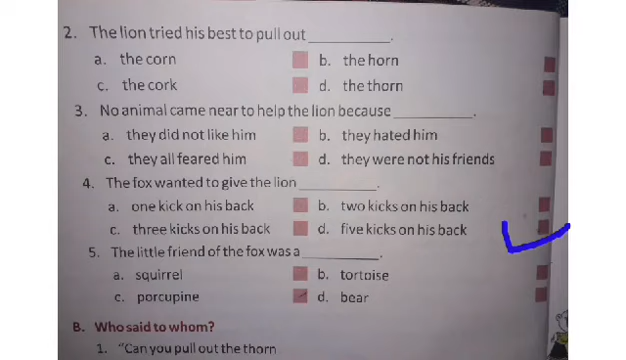 2. The lion tried his best to pull out ________.
a. the corn b. the horn
c. the cork d. the thorn
3. No animal came near to help the lion because ________.
a. they did not like him b. they hated him
c. they all feared him d. they were not his friends
4. The fox wanted to give the lion ________.
a. one kick on his back b. two kicks on his back
c. three kicks on his back d. five kicks on his back
5. The little friend of the fox was a ________.
a. squirrel b. tortoise
c. porcupine d. bear
B. Who said to whom?
1. "Can you pull out the thorn